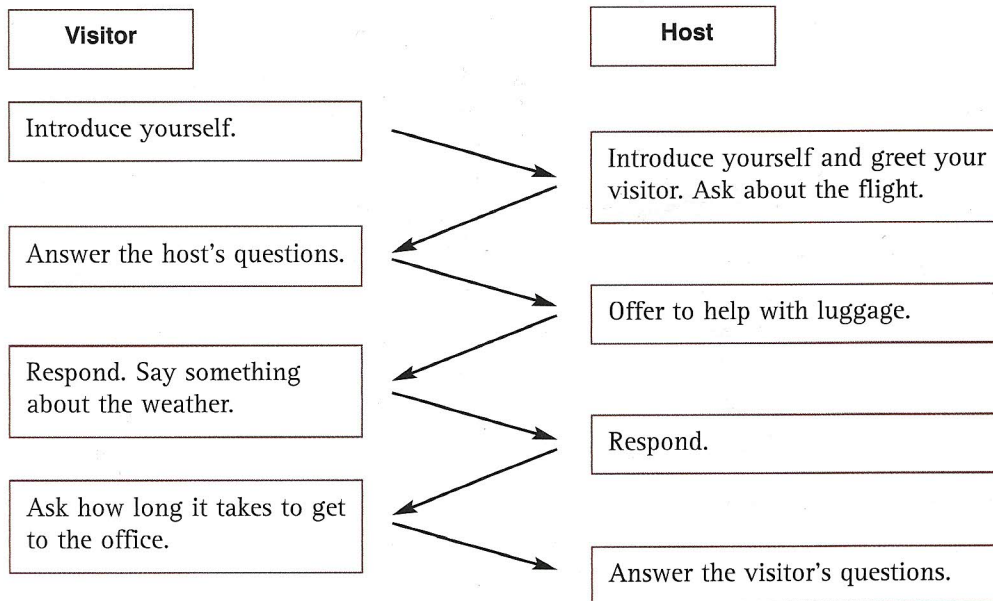 Visitor
Host
Introduce yourself.
Introduce yourself and greet your
visitor. Ask about the flight.
Answer the host's questions.
Offer to help with luggage.
Respond. Say something
about the weather.
Respond.
Ask how long it takes to get
to the office.
Answer the visitor's questions.